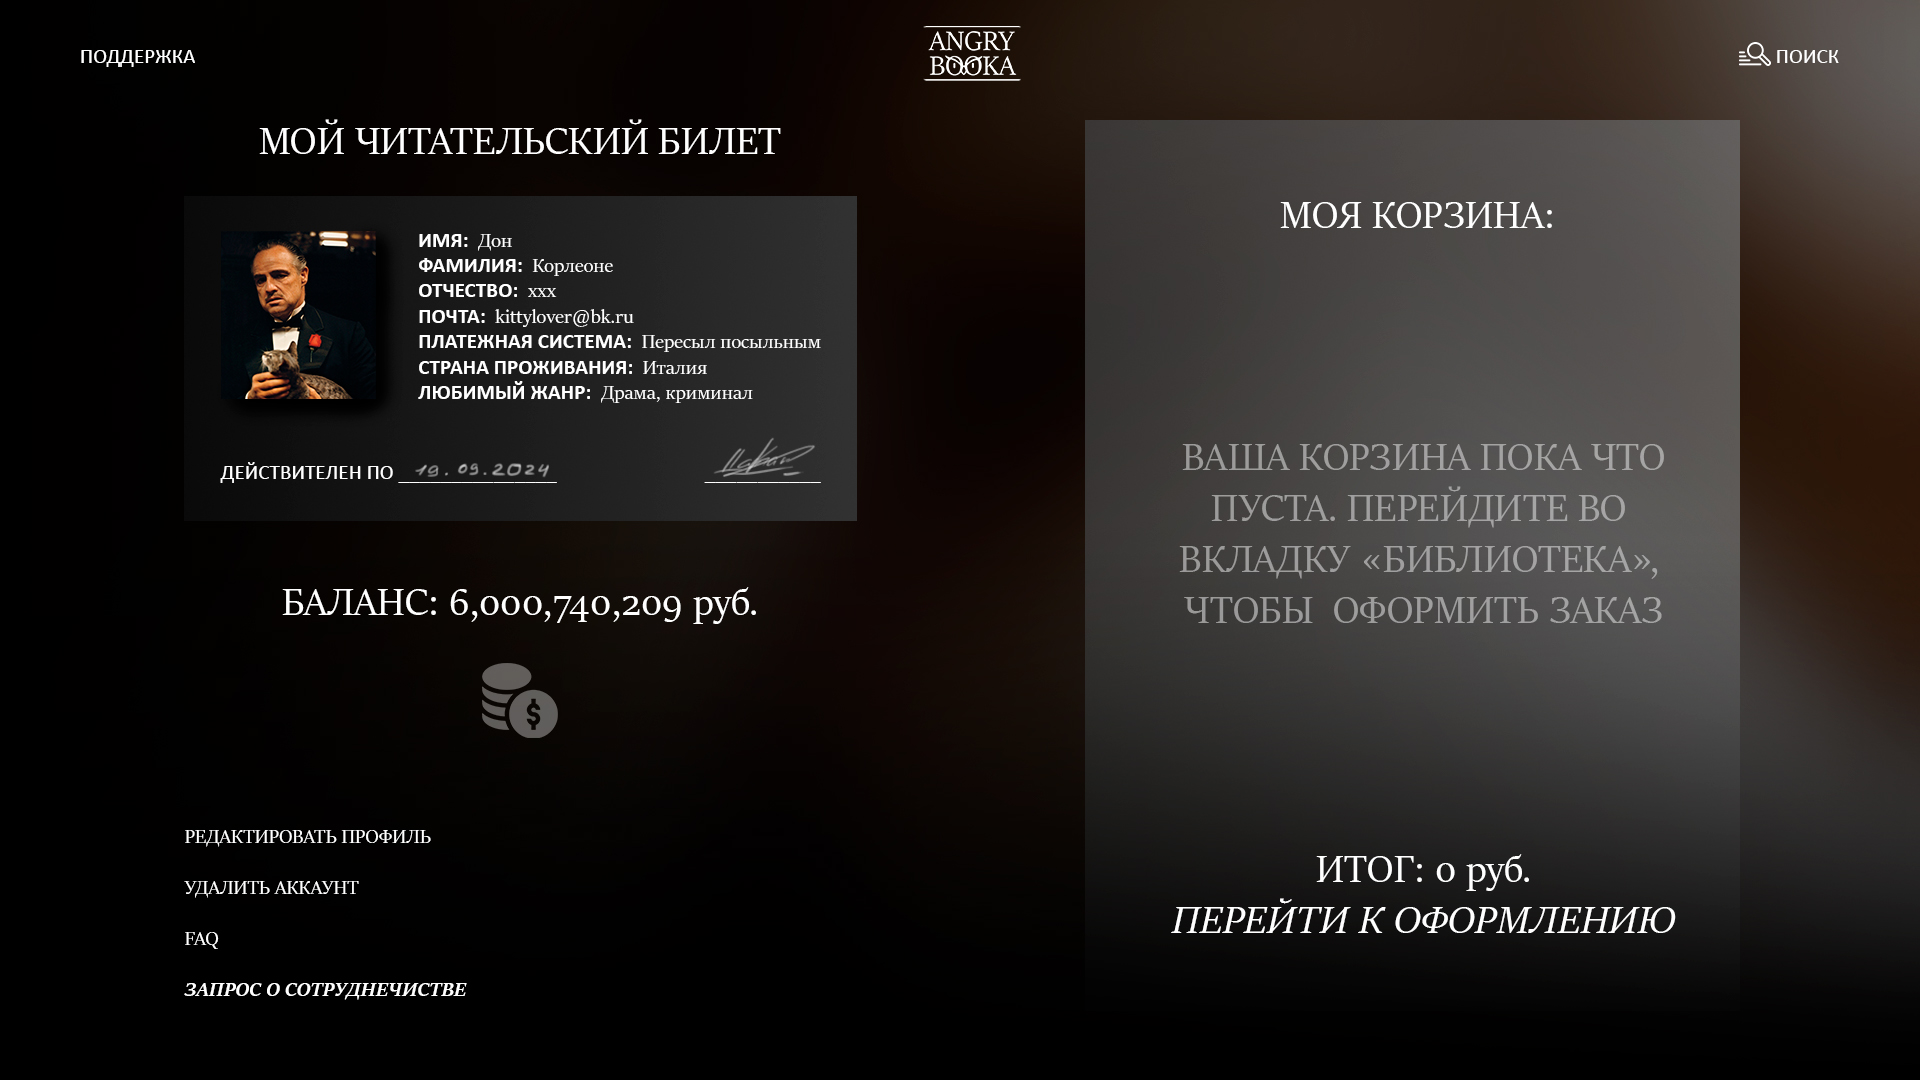 ПОДДЕРЖКА
ANGRY
BOOKA
ПОИСК
МОЙ ЧИТАТЕЛЬСКИЙ БИЛЕТ
ИМЯ: Дон
ФАМИЛИЯ: Корлеоне
ОТЧЕСТВО: xxx
ПОЧТА: kittylover@bk.ru
ПЛАТЕЖНАЯ СИСТЕМА: Пересыл посыльным
СТРАНА ПРОЖИВАНИЯ: Италия
ЛЮБИМЫЙ ЖАНР: Драма, криминал
ДЕЙСТВИТЕЛЕН ПО 19.09.2024
БАЛАНС: 6,000,740,209 руб.
$
РЕДАКТИРОВАТЬ ПРОФИЛЬ
УДАЛИТЬ АККАУНТ
FAQ
ЗАПРОС О СОТРУДНЕЧИСТВЕ
МОЯ КОРЗИНА:
ВАША КОРЗИНА ПОКА ЧТО
ПУСТА. ПЕРЕЙДИТЕ ВО
ВКЛАДКУ «БИБЛИОТЕКА»,
ЧТОБЫ ОФОРМИТЬ ЗАКАЗ
ИТОГ: 0 руб.
ПЕРЕЙТИ К ОФОРМЛЕНИЮ